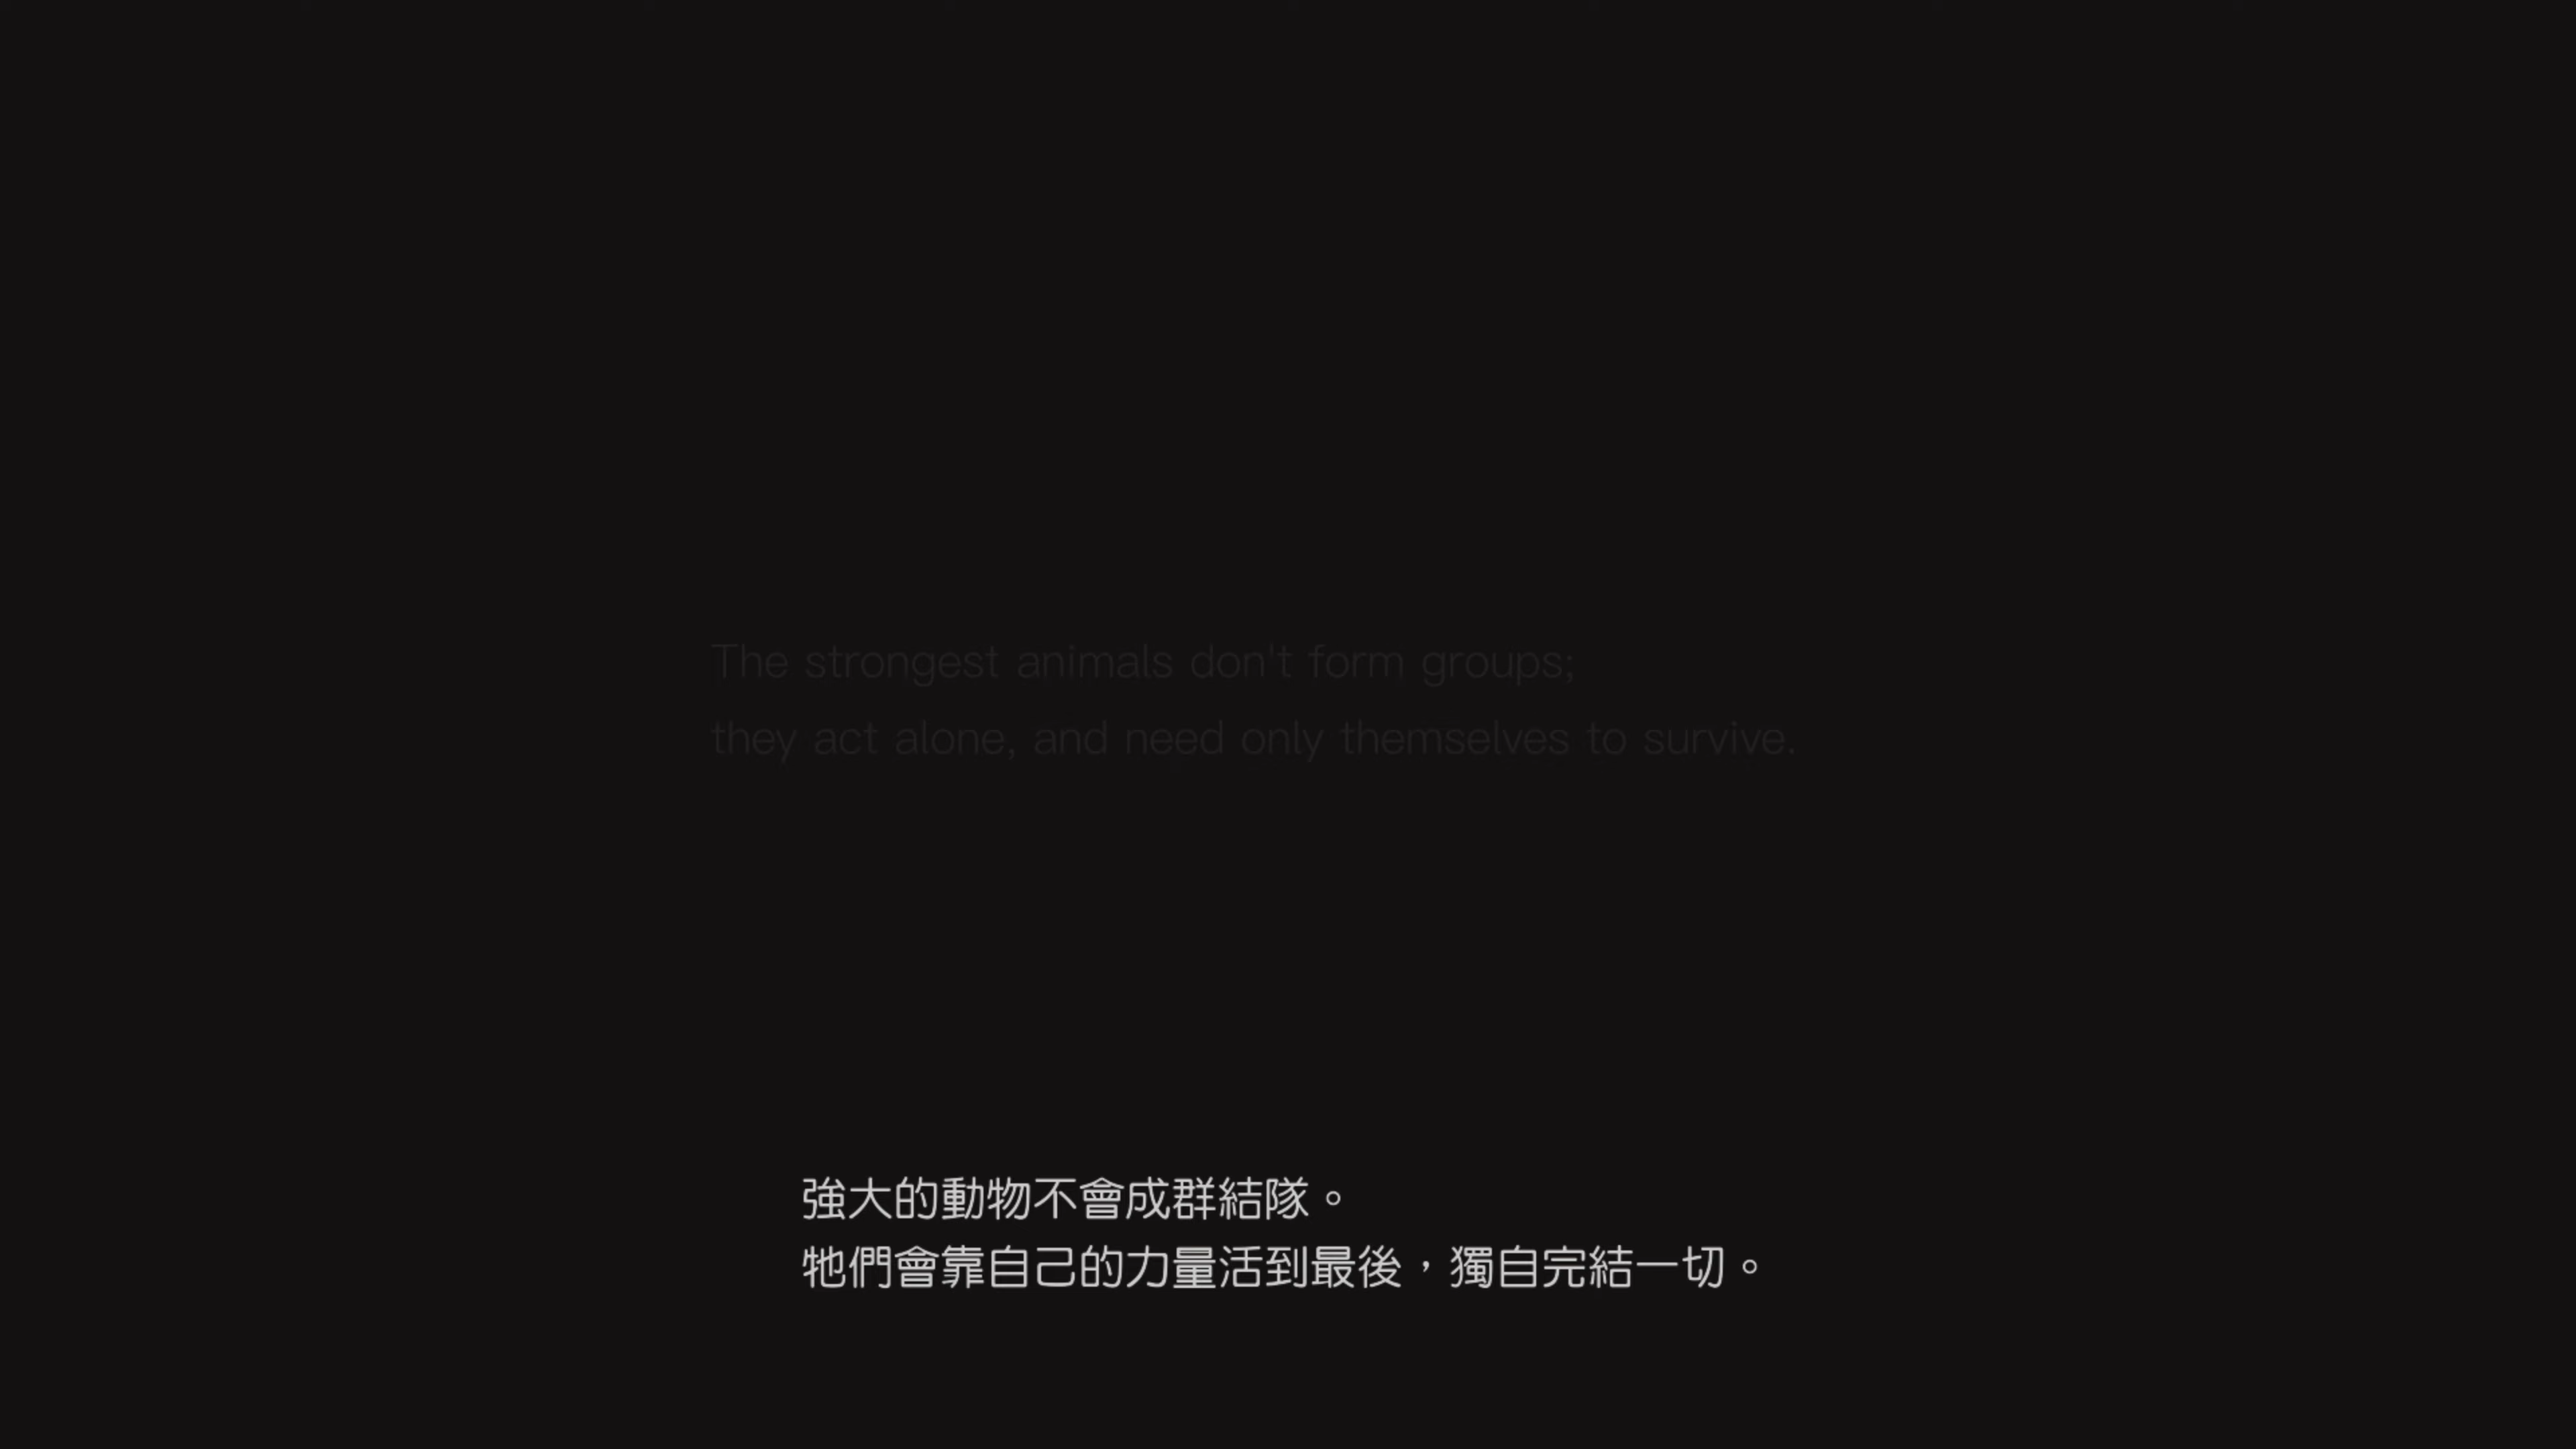 The strongest animals don't form groups;
they act alone, and need only themselves to survive.
強大的動物不會成群結隊。
牠們會靠自己的力量活到最後，獨自完結一切。